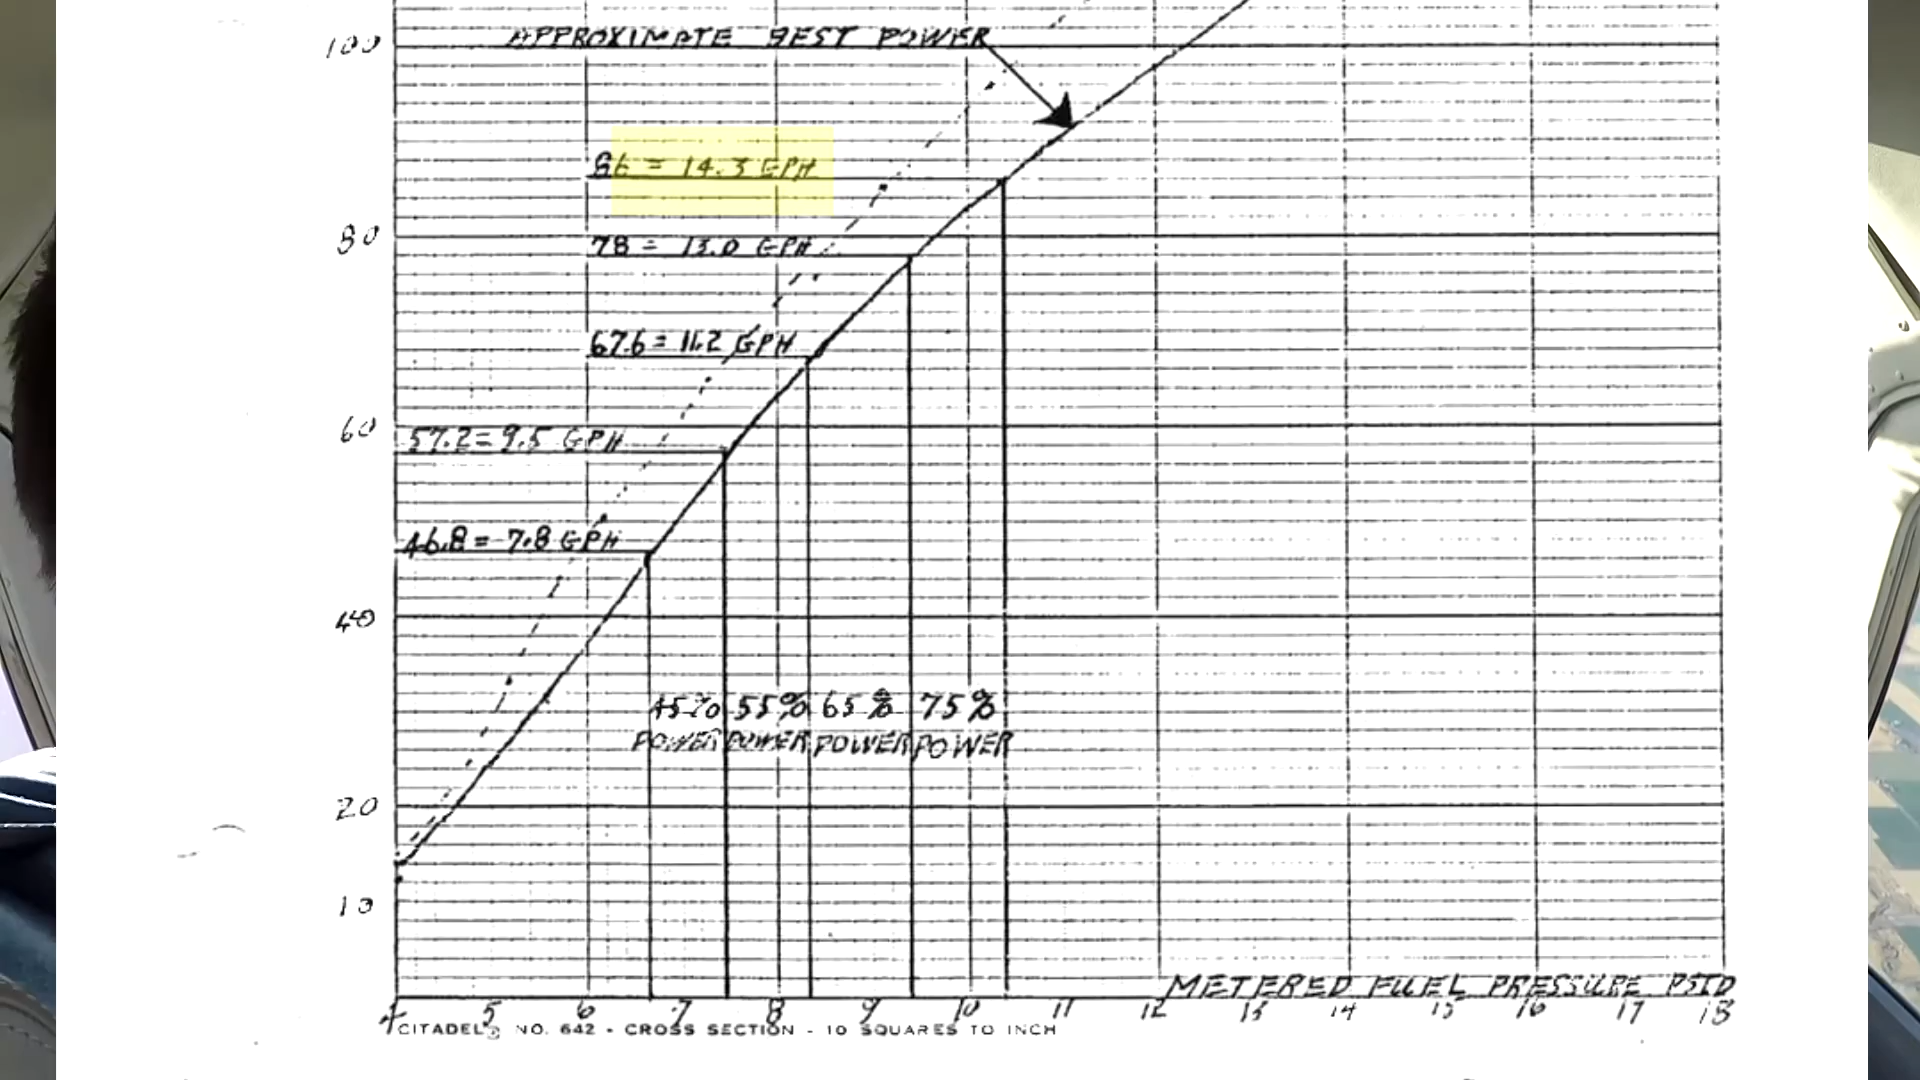 100
APPROXIMATE BEST POWER
86 = 14.3 GPH
80
78 = 13.0 GPH
67.6 = 11.2 GPH
60
57.2 = 9.5 GPH
46.8 = 7.8 GPH
40
45% 55% 65% 75%
POWER POWER POWER POWER
20
10
METERED FUEL PRESSURE PSID
4 5 6 7 8 9 10 11 12 13 14 15 16 17 18
CITADEL NO. 642 - CROSS SECTION - 10 SQUARES TO INCH